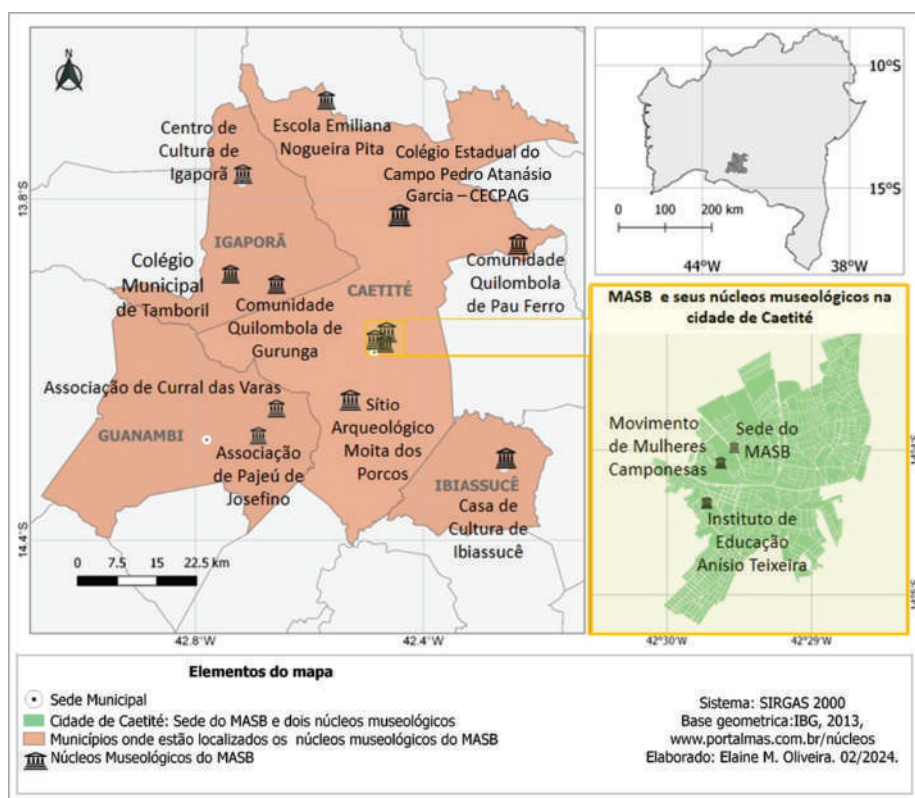 N
Centro de
Cultura de
Igaporã
Escola Emiliana
Nogueira Pita
Colégio Estadual do
Campo Pedro Atanásio
Garcia – CECPAG
IGAPORÃ
Colégio
Municipal
de Tamboril
CAETITÉ
Comunidade
Quilombola
de Pau Ferro
Comunidade
Quilombola de
Gurunga
Associação de Curral das Varas
GUANAMBI
Associação
de Pajeú de
Josefino
Sítio
Arqueológico
Moita dos
Porcos
IBIASSUCÊ
Casa de
Cultura de
Ibiassucê
0 7.5 15 22.5 km
13.8°S
14.4°S
42.8°W
42.4°W
10°S
15°S
0 100 200 km
44°W
38°W
MASB e seus núcleos museológicos na
cidade de Caetité
Movimento
de Mulheres
Camponesas
Sede do
MASB
Instituto de
Educação
Anísio Teixeira
14°4'S
14°5'S
42°30'W
42°29'W
Elementos do mapa
Sede Municipal
Cidade de Caetité: Sede do MASB e dois núcleos museológicos
Municípios onde estão localizados os núcleos museológicos do MASB
Núcleos Museológicos do MASB
Sistema: SIRGAS 2000
Base geometrica:IBG, 2013,
www.portalmas.com.br/núcleos
Elaborado: Elaine M. Oliveira. 02/2024.